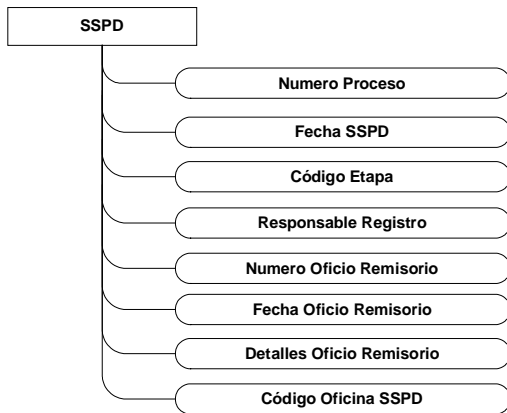 SSPD
Numero Proceso
Fecha SSPD
Código Etapa
Responsable Registro
Numero Oficio Remisorio
Fecha Oficio Remisorio
Detalles Oficio Remisorio
Código Oficina SSPD